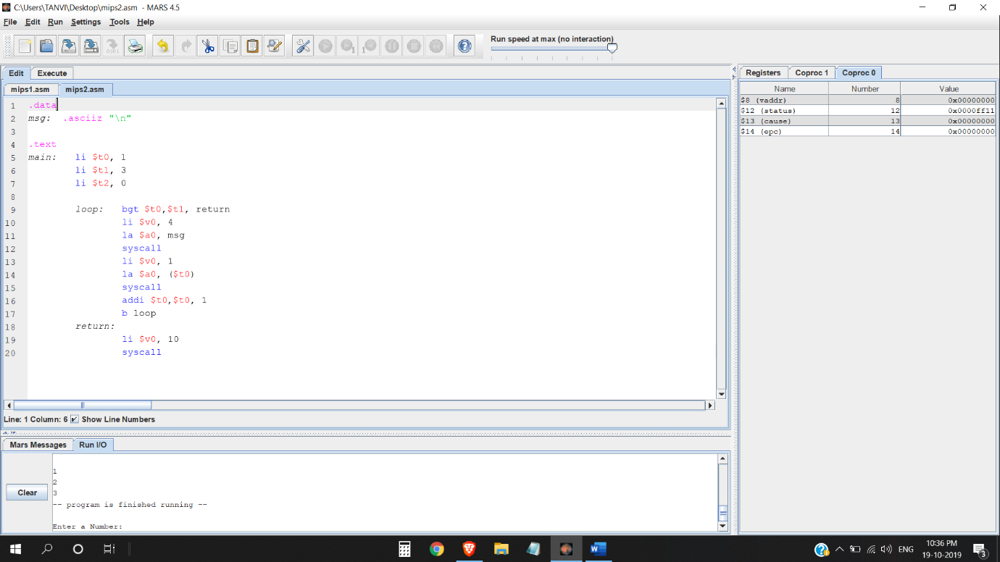 C:\Users\TANVI\Desktop\mips2.asm - MARS 4.5
File Edit Run Settings Tools Help
Run speed at max (no interaction)
Edit Execute
mips1.asm mips2.asm
1 .data
2 msg: .asciiz "\n"
3
4 .text
5 main: li $t0, 1
6 li $t1, 3
7 li $t2, 0
8
9 loop: bgt $t0,$t1, return
10 li $v0, 4
11 la $a0, msg
12 syscall
13 li $v0, 1
14 la $a0, ($t0)
15 syscall
16 addi $t0,$t0, 1
17 b loop
18 return:
19 li $v0, 10
20 syscall
Line: 1 Column: 6 Show Line Numbers
Mars Messages Run I/O
Clear
1
2
3
-- program is finished running --
Enter a Number:
Registers Coproc 1 Coproc 0
Name Number Value
$8 (vaddr) 8 0x00000000
$12 (status) 12 0x0000ff11
$13 (cause) 13 0x00000000
$14 (epc) 14 0x00000000
ENG
10:36 PM
19-10-2019
3